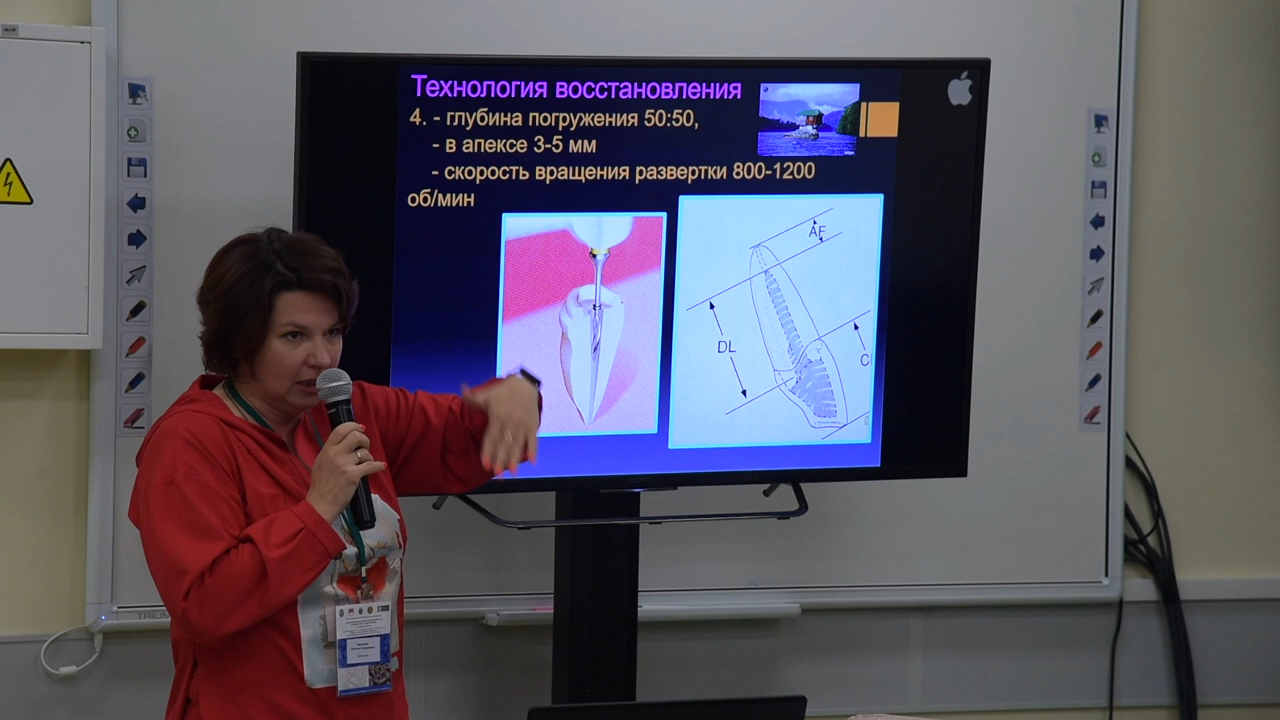 Технология восстановления
4. - глубина погружения 50:50,
- в апексе 3-5 мм
- скорость вращения развертки 800-1200
об/мин
AF
DL
C
TRIUM